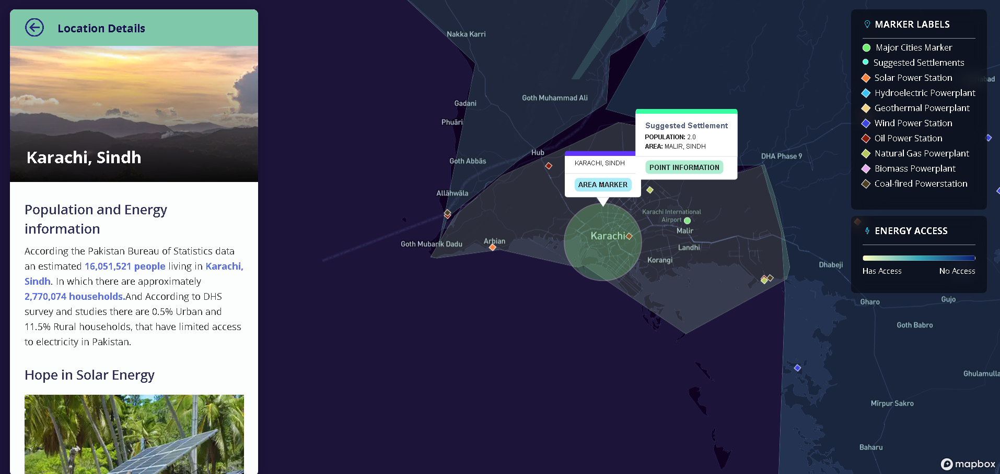 Location Details
Karachi, Sindh
Population and Energy
information
According the Pakistan Bureau of Statistics data
an estimated 16,051,521 people living in Karachi,
Sindh. In which there are approximately
2,770,074 households.And According to DHS
survey and studies there are 0.5% Urban and
11.5% Rural households, that have limited access
to electricity in Pakistan.
Hope in Solar Energy
Nakka Karri
Goth Muhammad Ali
Gadani
Phuāri
Hub
Goth Abbās
Allāhwāla
Goth Mubarik Dadu
Arbian
DHA Phase 9
Suggested Settlement
POPULATION: 2.0
AREA: MALIR, SINDH
POINT INFORMATION
KARACHI, SINDH
AREA MARKER
Karachi International
Airport
Malir
Karachi
Landhi
Korangi
Dhabeji
Gharo
Gujo
Goth Babro
Ghulamulla
Mīrpur Sakro
Baharu
MARKER LABELS
Major Cities Marker
Suggested Settlements
Solar Power Station
Hydroelectric Powerplant
Geothermal Powerplant
Wind Power Station
Oil Power Station
Natural Gas Powerplant
Biomass Powerplant
Coal-fired Powerstation
ENERGY ACCESS
Has Access
No Access
mapbox